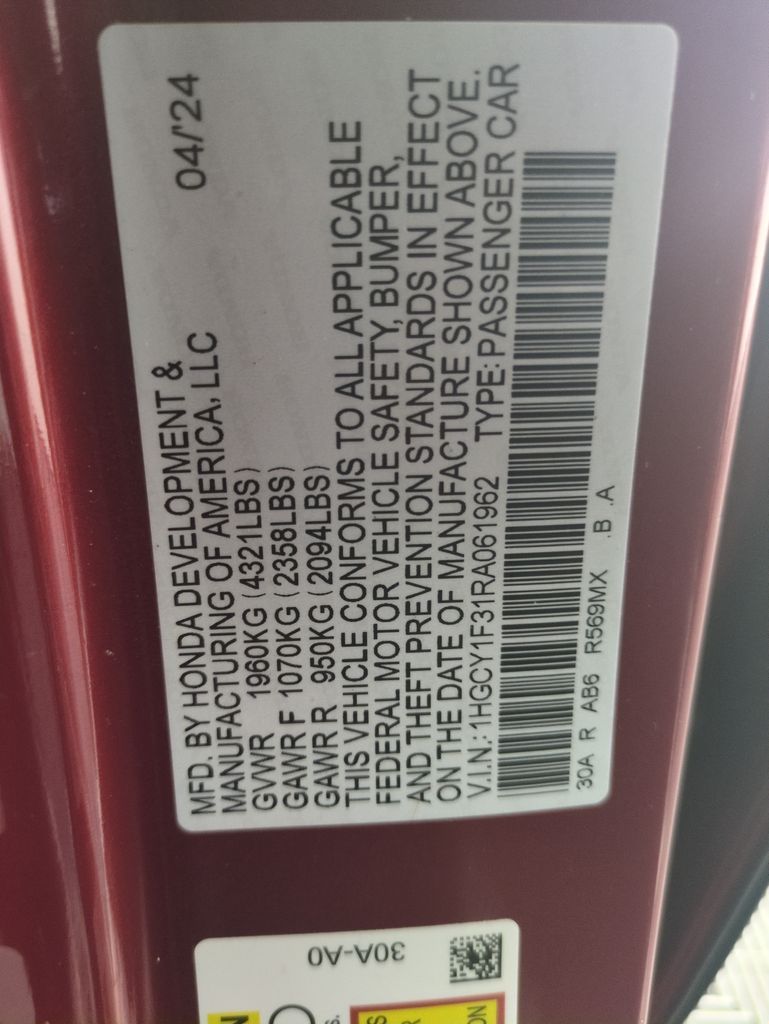 MFD. BY HONDA DEVELOPMENT &
MANUFACTURING OF AMERICA, LLC 04/'24
GVWR 1960KG (4321LBS)
GAWR F 1070KG (2358LBS)
GAWR R 950KG (2094LBS)
THIS VEHICLE CONFORMS TO ALL APPLICABLE
FEDERAL MOTOR VEHICLE SAFETY, BUMPER,
AND THEFT PREVENTION STANDARDS IN EFFECT
ON THE DATE OF MANUFACTURE SHOWN ABOVE.
V.I.N.: 1HGCY1F31RA061962 TYPE: PASSENGER CAR
30A R AB6 R569MX .B .A
30A-A0